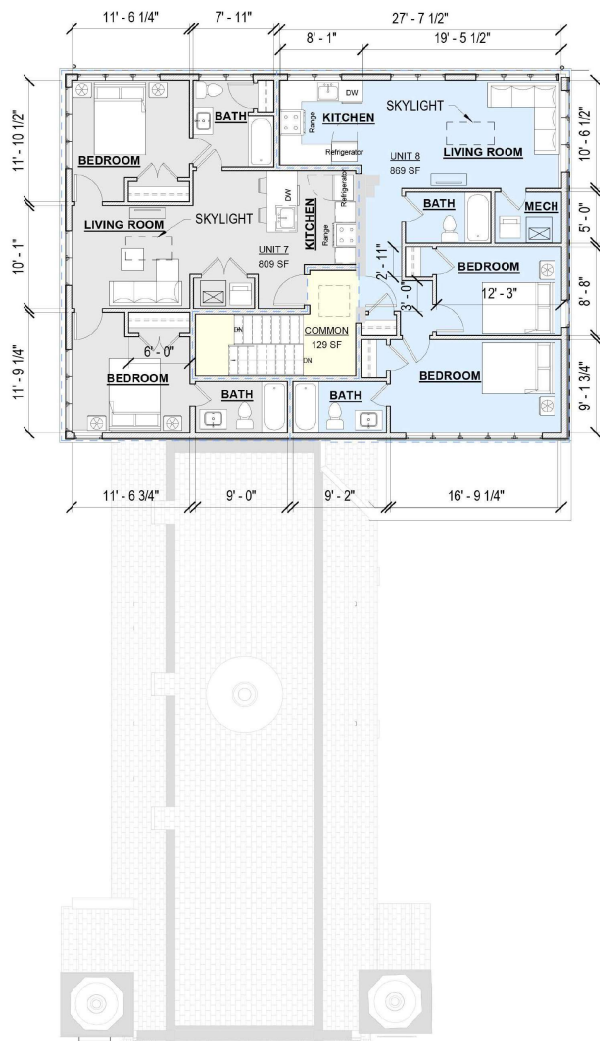 11' - 6 1/4"
7' - 11"
27' - 7 1/2"
8' - 1"
19' - 5 1/2"
11' - 10 1/2"
10' - 1"
11' - 9 1/4"
10' - 6 1/2"
5' - 0"
8' - 8"
9' - 1 3/4"
BATH
BEDROOM
DW
Range
KITCHEN
Refrigerator
SKYLIGHT
UNIT 8
869 SF
LIVING ROOM
LIVING ROOM
SKYLIGHT
DW
KITCHEN
Refrigerator
Range
UNIT 7
809 SF
BATH
MECH
2' - 11"
BEDROOM
3' - 0"
12' - 3"
DN
COMMON
129 SF
DN
6' - 0"
BEDROOM
BATH
BATH
BEDROOM
11' - 6 3/4"
9' - 0"
9' - 2"
16' - 9 1/4"